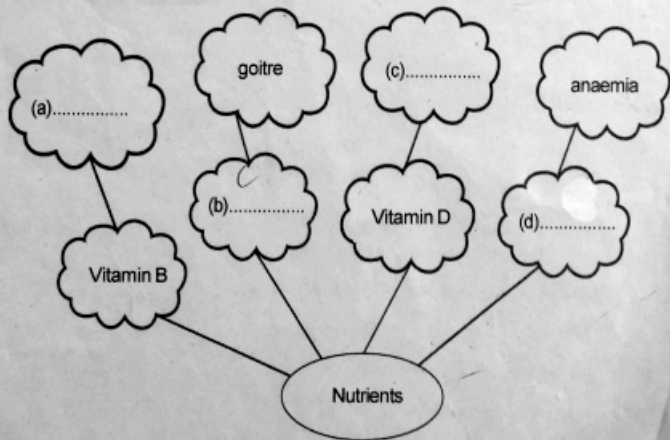 goitre
(c)................
anaemia
(a)................
(b)................
Vitamin D
(d)................
Vitamin B
Nutrients